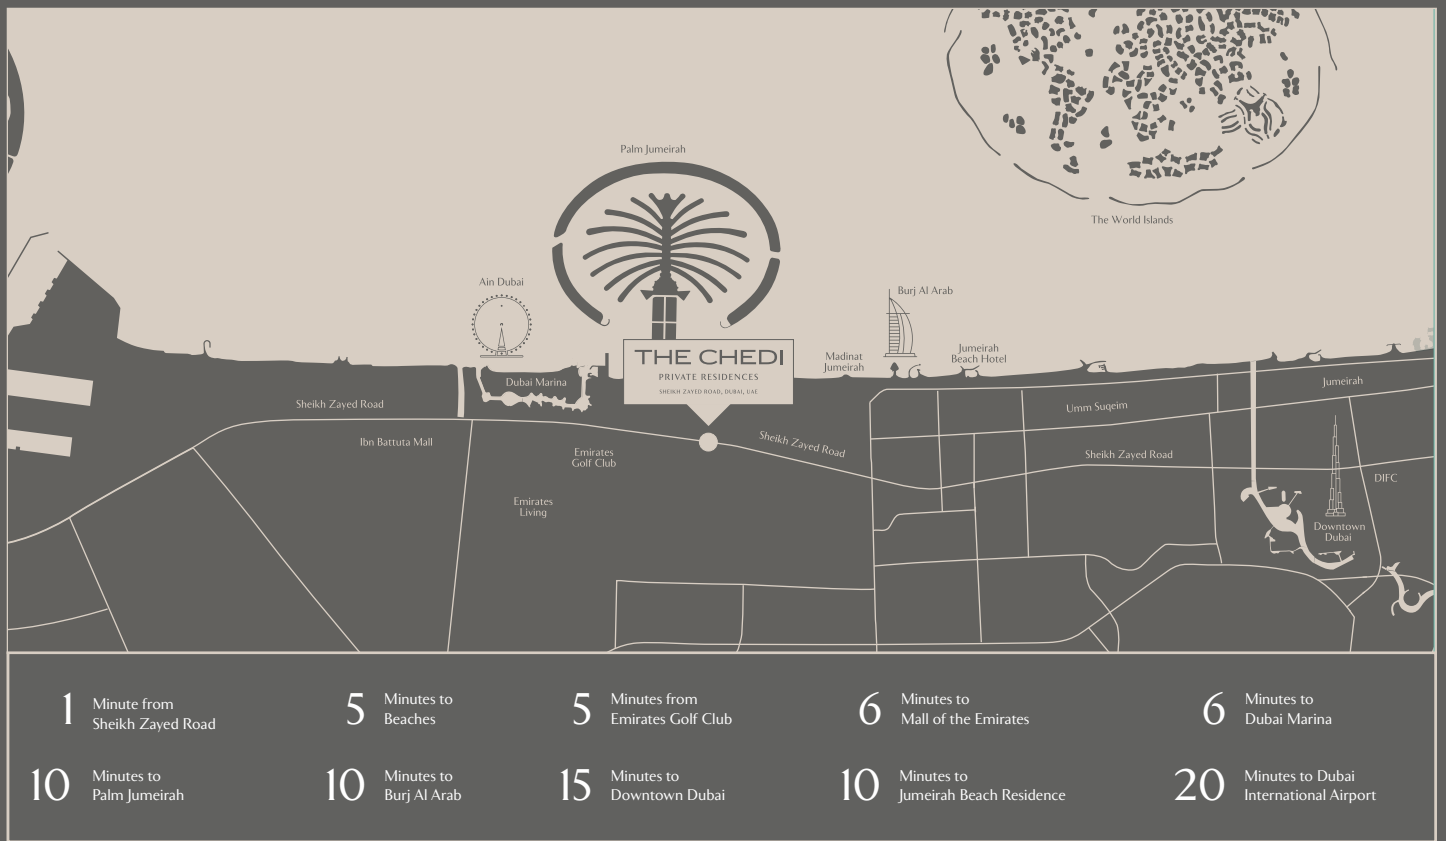 Palm Jumeirah
The World Islands
Ain Dubai
Burj Al Arab
THE CHEDI
PRIVATE RESIDENCES
SHEIKH ZAYED ROAD, DUBAI, UAE
Madinat
Jumeirah
Jumeirah
Beach Hotel
Dubai Marina
Jumeirah
Sheikh Zayed Road
Umm Suqeim
Ibn Battuta Mall
Sheikh Zayed Road
Emirates
Golf Club
Sheikh Zayed Road
DIFC
Emirates
Living
Downtown
Dubai
1
Minute from
Sheikh Zayed Road
5
Minutes to
Beaches
5
Minutes from
Emirates Golf Club
6
Minutes to
Mall of the Emirates
6
Minutes to
Dubai Marina
10
Minutes to
Palm Jumeirah
10
Minutes to
Burj Al Arab
15
Minutes to
Downtown Dubai
10
Minutes to
Jumeirah Beach Residence
20
Minutes to Dubai
International Airport